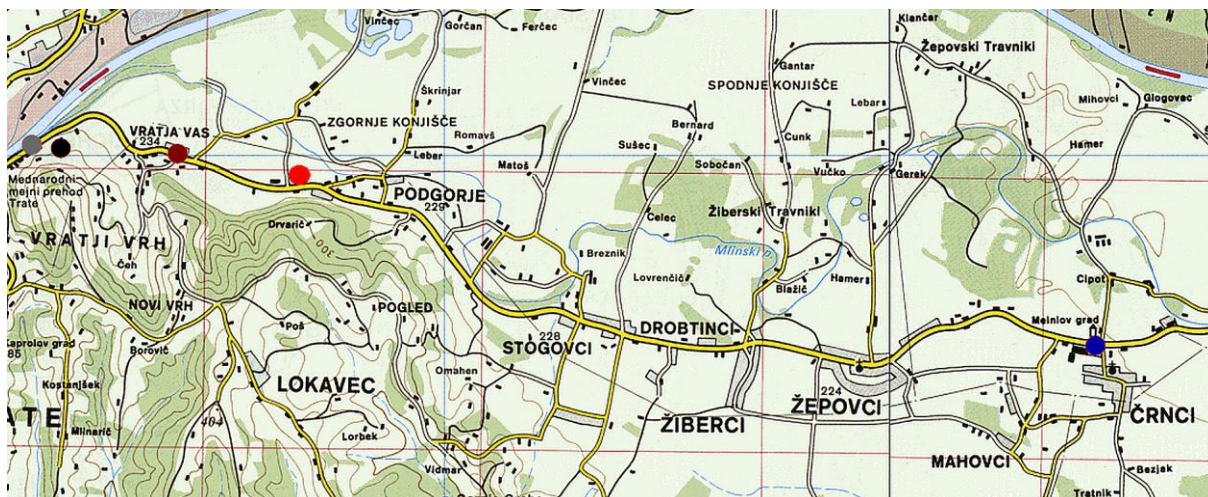 Vinčec
Gorčan
Ferčec
Klančar
Žepovski Travniki
Gantar
Škrinjar
Vinčec
SPODNJE KONJIŠČE
Lebar
Mihovci
Glogovec
VRATJA VAS
234
ZGORNJE KONJIŠČE
Romavš
Bernard
Cunk
Hamer
Lebar
Matoš
Sušec
Sobočan
Vučko
Gerek
Mednarodni
mejni prehod
Trate
PODGORJE
229
Drvarič
300
Celec
Žiberski Travniki
VRATJI VRH
Čeh
Breznik
Mlinski p.
Lovrenčič
Blažič
Hamer
Cipot
NOVI VRH
POGLED
Poš
Meinlov grad
DROBTINCI
Kaprolov grad
85
Borovič
228
STOGOVCI
Omahen
Kostanjšek
LOKAVEC
224
ŽEPOVCI
ATE
404
Mlinarič
Lorbek
ŽIBERCI
ČRNCI
Vidmar
MAHOVCI
Bezjak
Tratnik